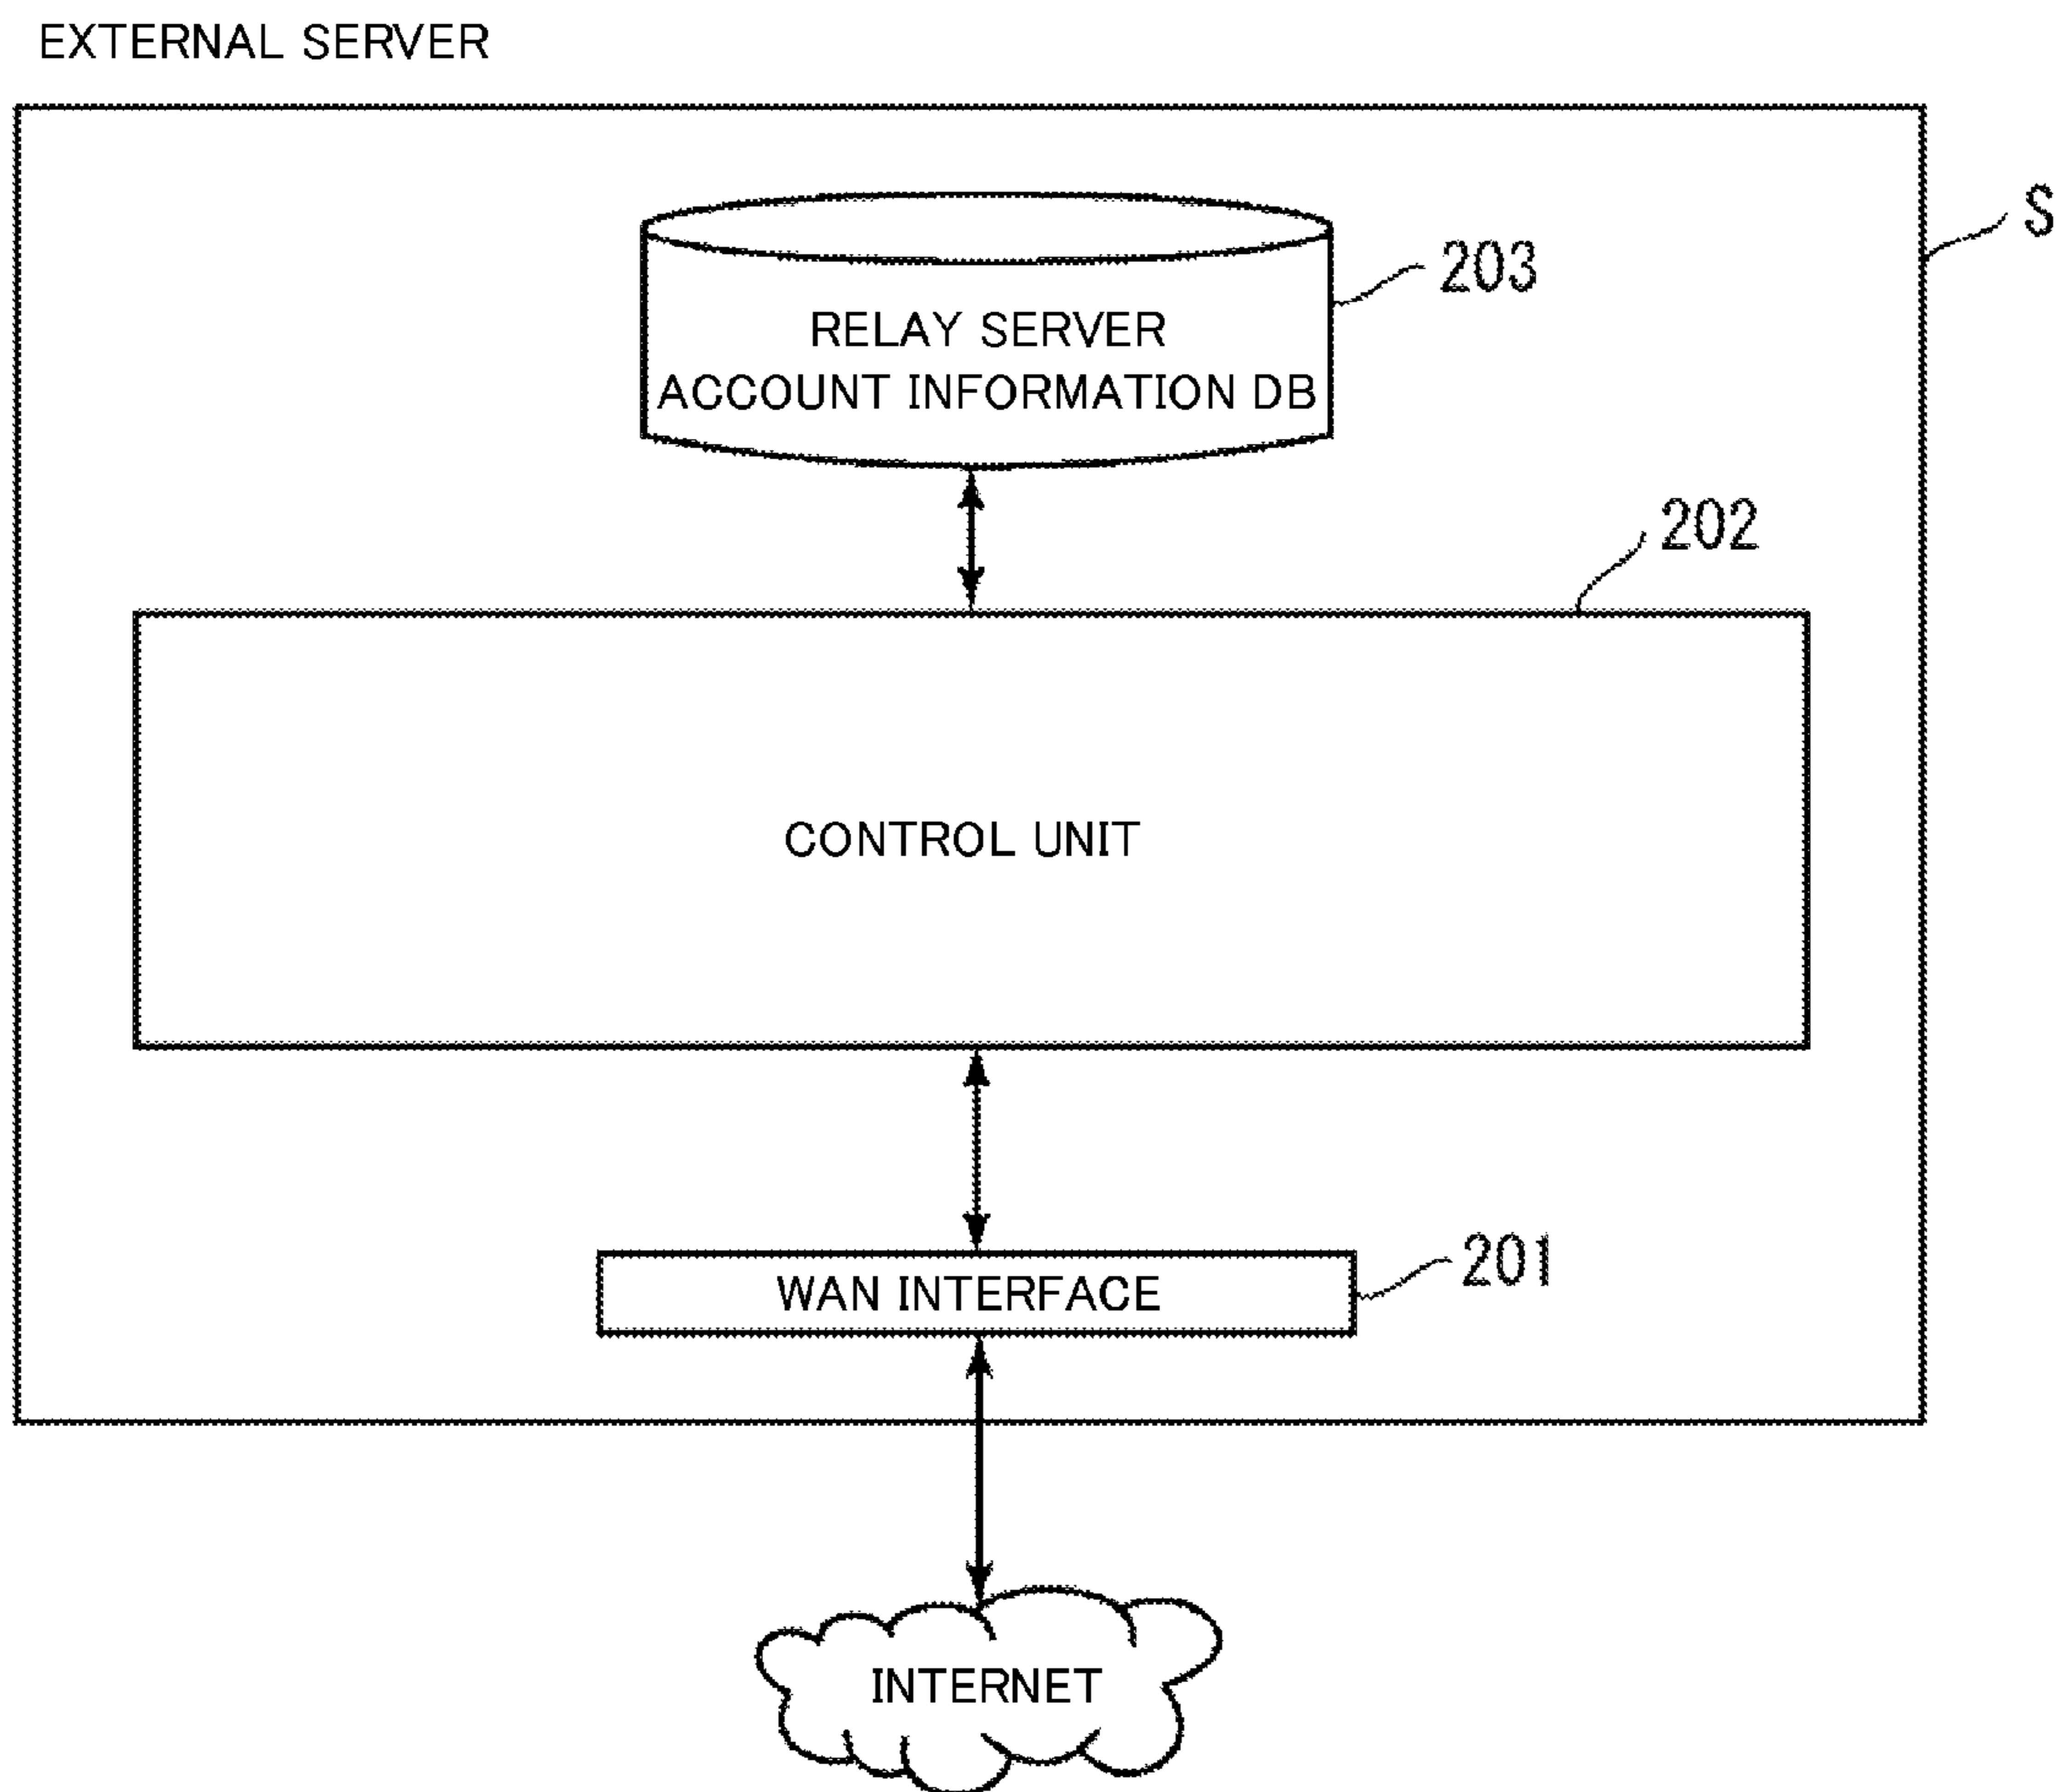 EXTERNAL SERVER
S
203
RELAY SERVER
ACCOUNT INFORMATION DB
202
CONTROL UNIT
201
WAN INTERFACE
INTERNET